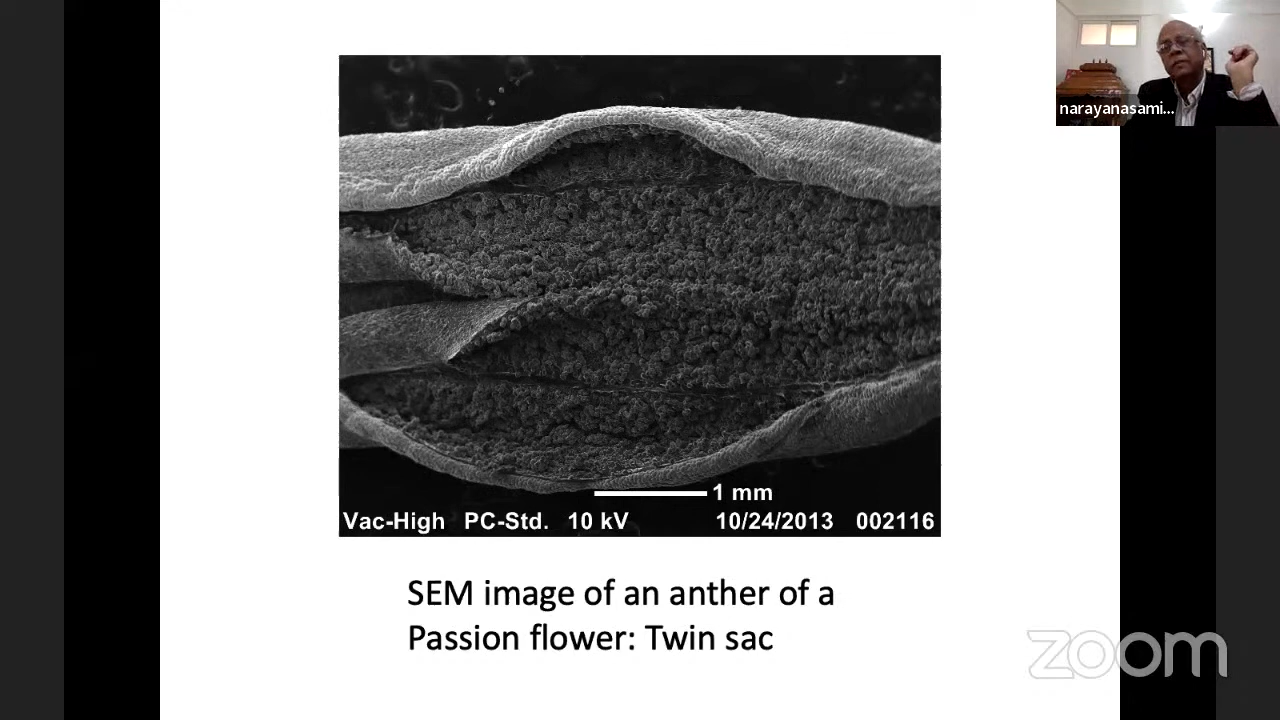 narayanasami...
1 mm
Vac-High PC-Std. 10 kV 10/24/2013 002116
SEM image of an anther of a
Passion flower: Twin sac
zoom